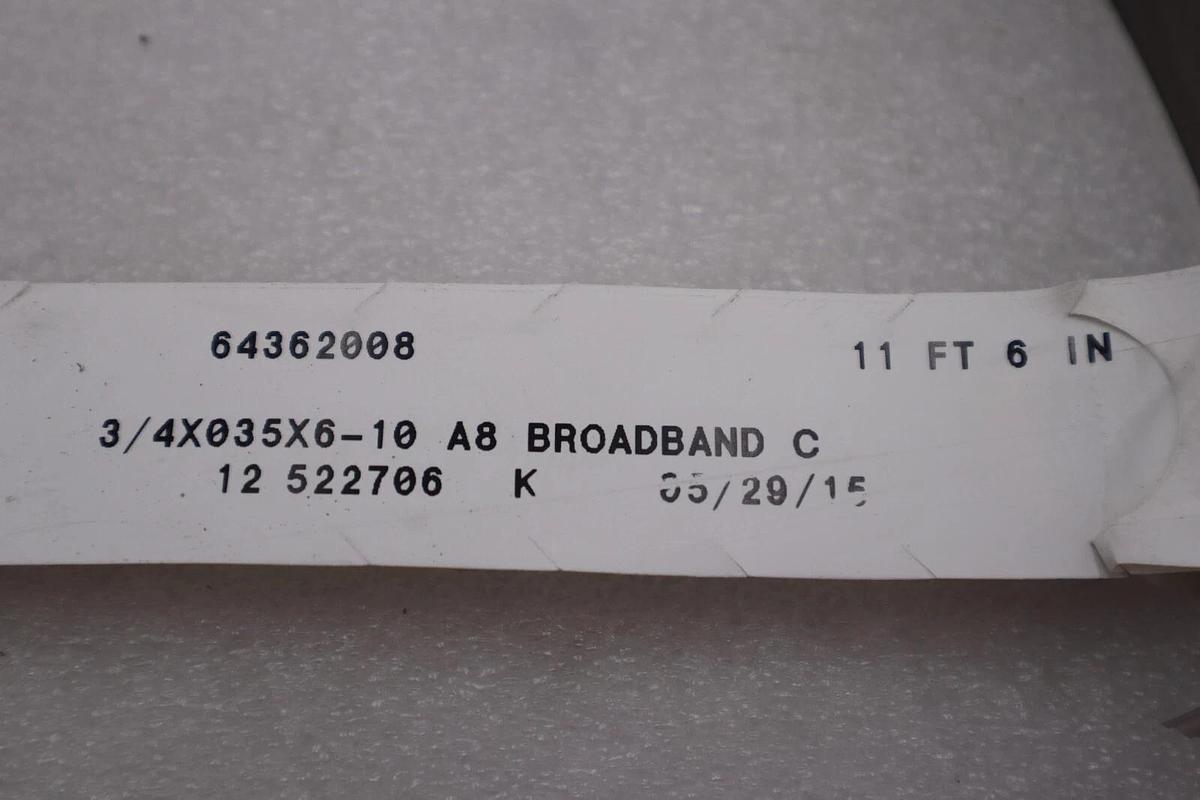 64362008 11 FT 6 IN
3/4X035X6-10 A8 BROADBAND C
12 522706 K 05/29/15